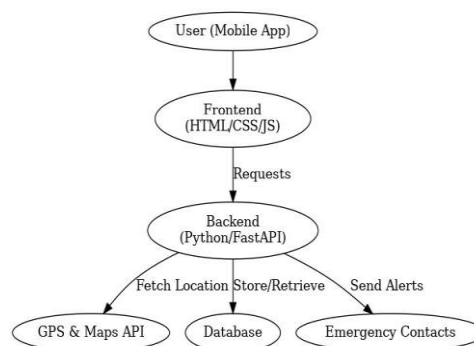 User (Mobile App)
Frontend
(HTML/CSS/JS)
Requests
Backend
(Python/FastAPI)
Fetch Location
Store/Retrieve
Send Alerts
GPS & Maps API
Database
Emergency Contacts